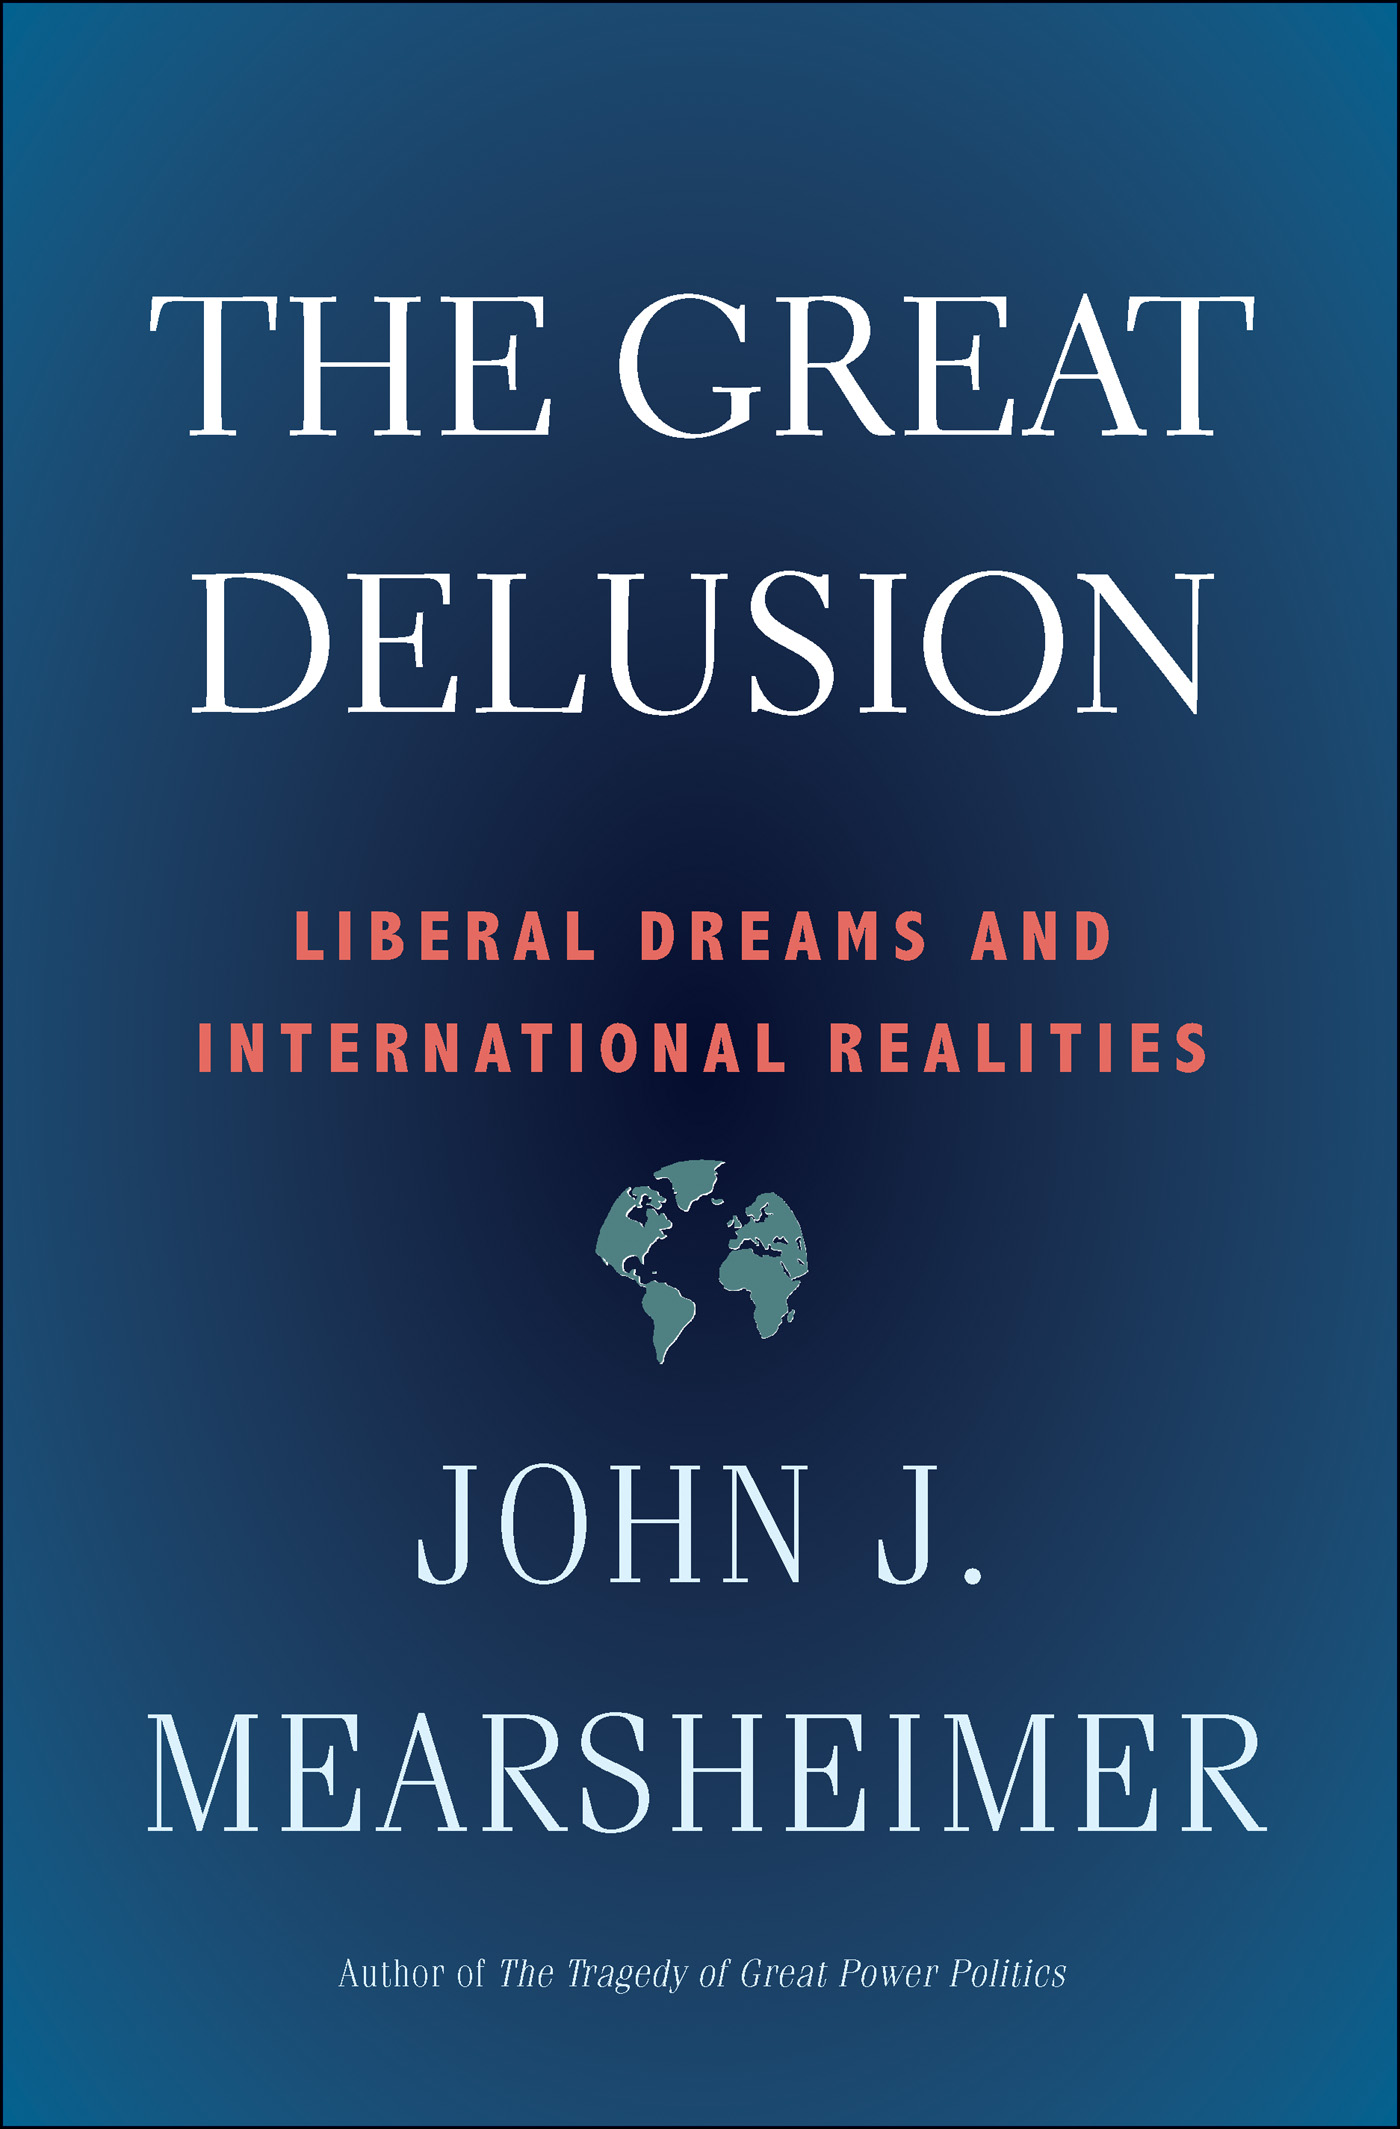 THE GREAT
DELUSION
LIBERAL DREAMS AND
INTERNATIONAL REALITIES
JOHN J.
MEARSHEIMER
Author of The Tragedy of Great Power Politics